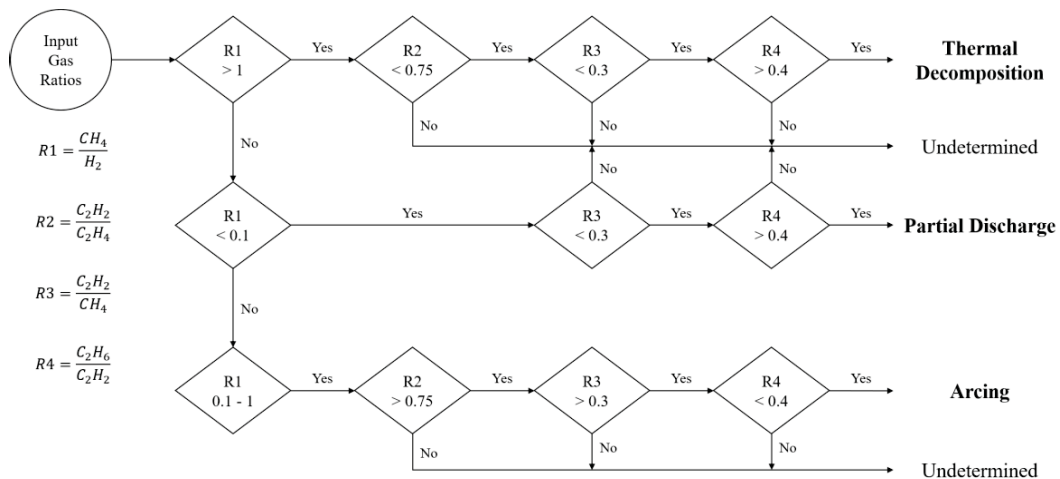 Input
Gas
Ratios
R1
> 1
Yes
R2
< 0.75
Yes
R3
< 0.3
Yes
R4
> 0.4
Yes
Thermal
Decomposition
No
No
No
No
Undetermined
R1 = CH₄/H₂
R2 = C₂H₂/C₂H₄
R3 = C₂H₂/CH₄
R4 = C₂H₆/C₂H₂
No
No
R1
< 0.1
Yes
R3
< 0.3
Yes
R4
> 0.4
Yes
Partial Discharge
No
R1
0.1 - 1
Yes
R2
> 0.75
Yes
R3
> 0.3
Yes
R4
< 0.4
Yes
Arcing
No
No
No
Undetermined